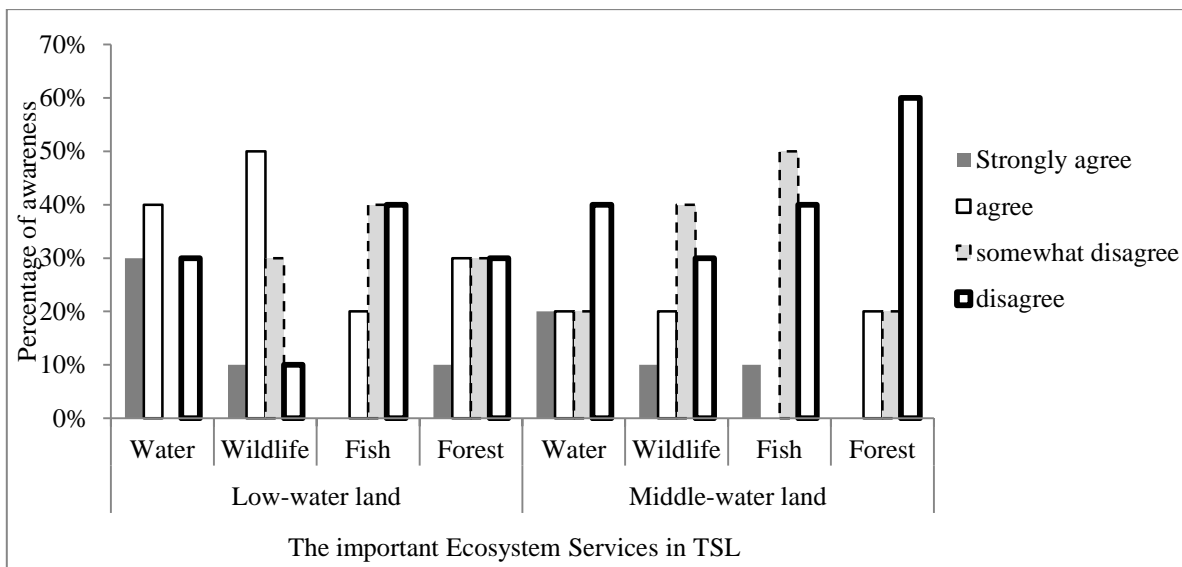 Percentage of awareness
70%
60%
50%
40%
30%
20%
10%
0%
Water Wildlife Fish Forest Water Wildlife Fish Forest
Low-water land Middle-water land
The important Ecosystem Services in TSL
Strongly agree
agree
somewhat disagree
disagree